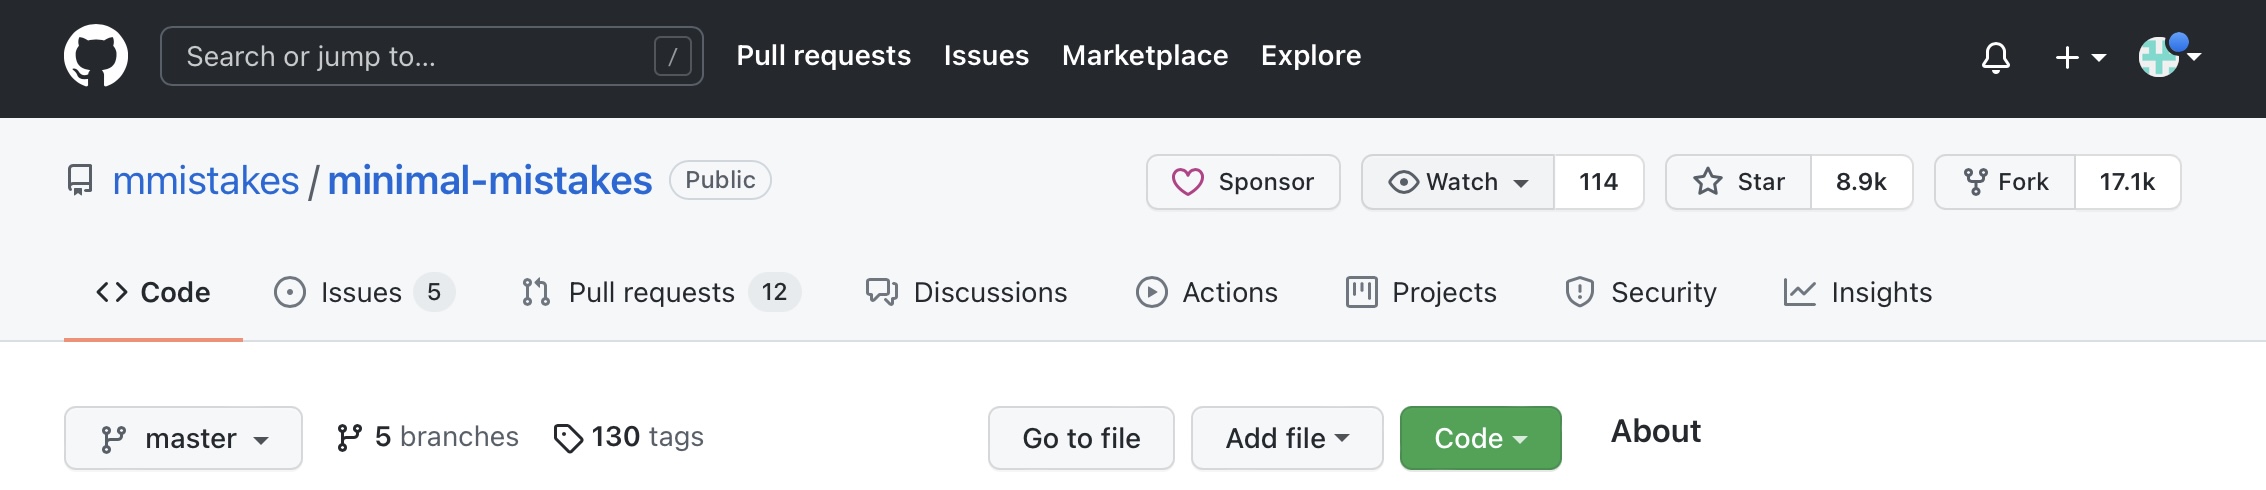 Search or jump to... / Pull requests Issues Marketplace Explore
mmistakes / minimal-mistakes Public Sponsor Watch 114 Star 8.9k Fork 17.1k
Code Issues 5 Pull requests 12 Discussions Actions Projects Security Insights
master 5 branches 130 tags Go to file Add file Code About